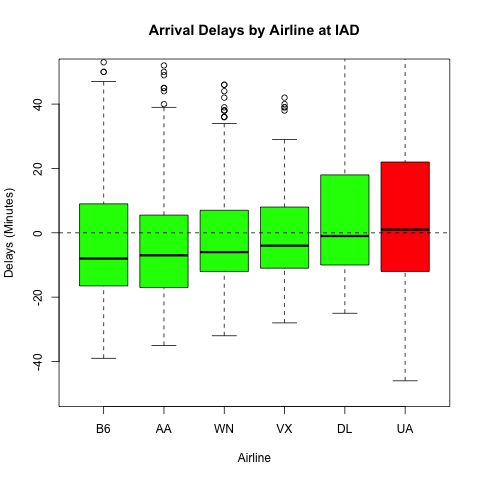 Arrival Delays by Airline at IAD
Delays (Minutes)
40
20
0
-20
-40
B6 AA WN VX DL UA
Airline